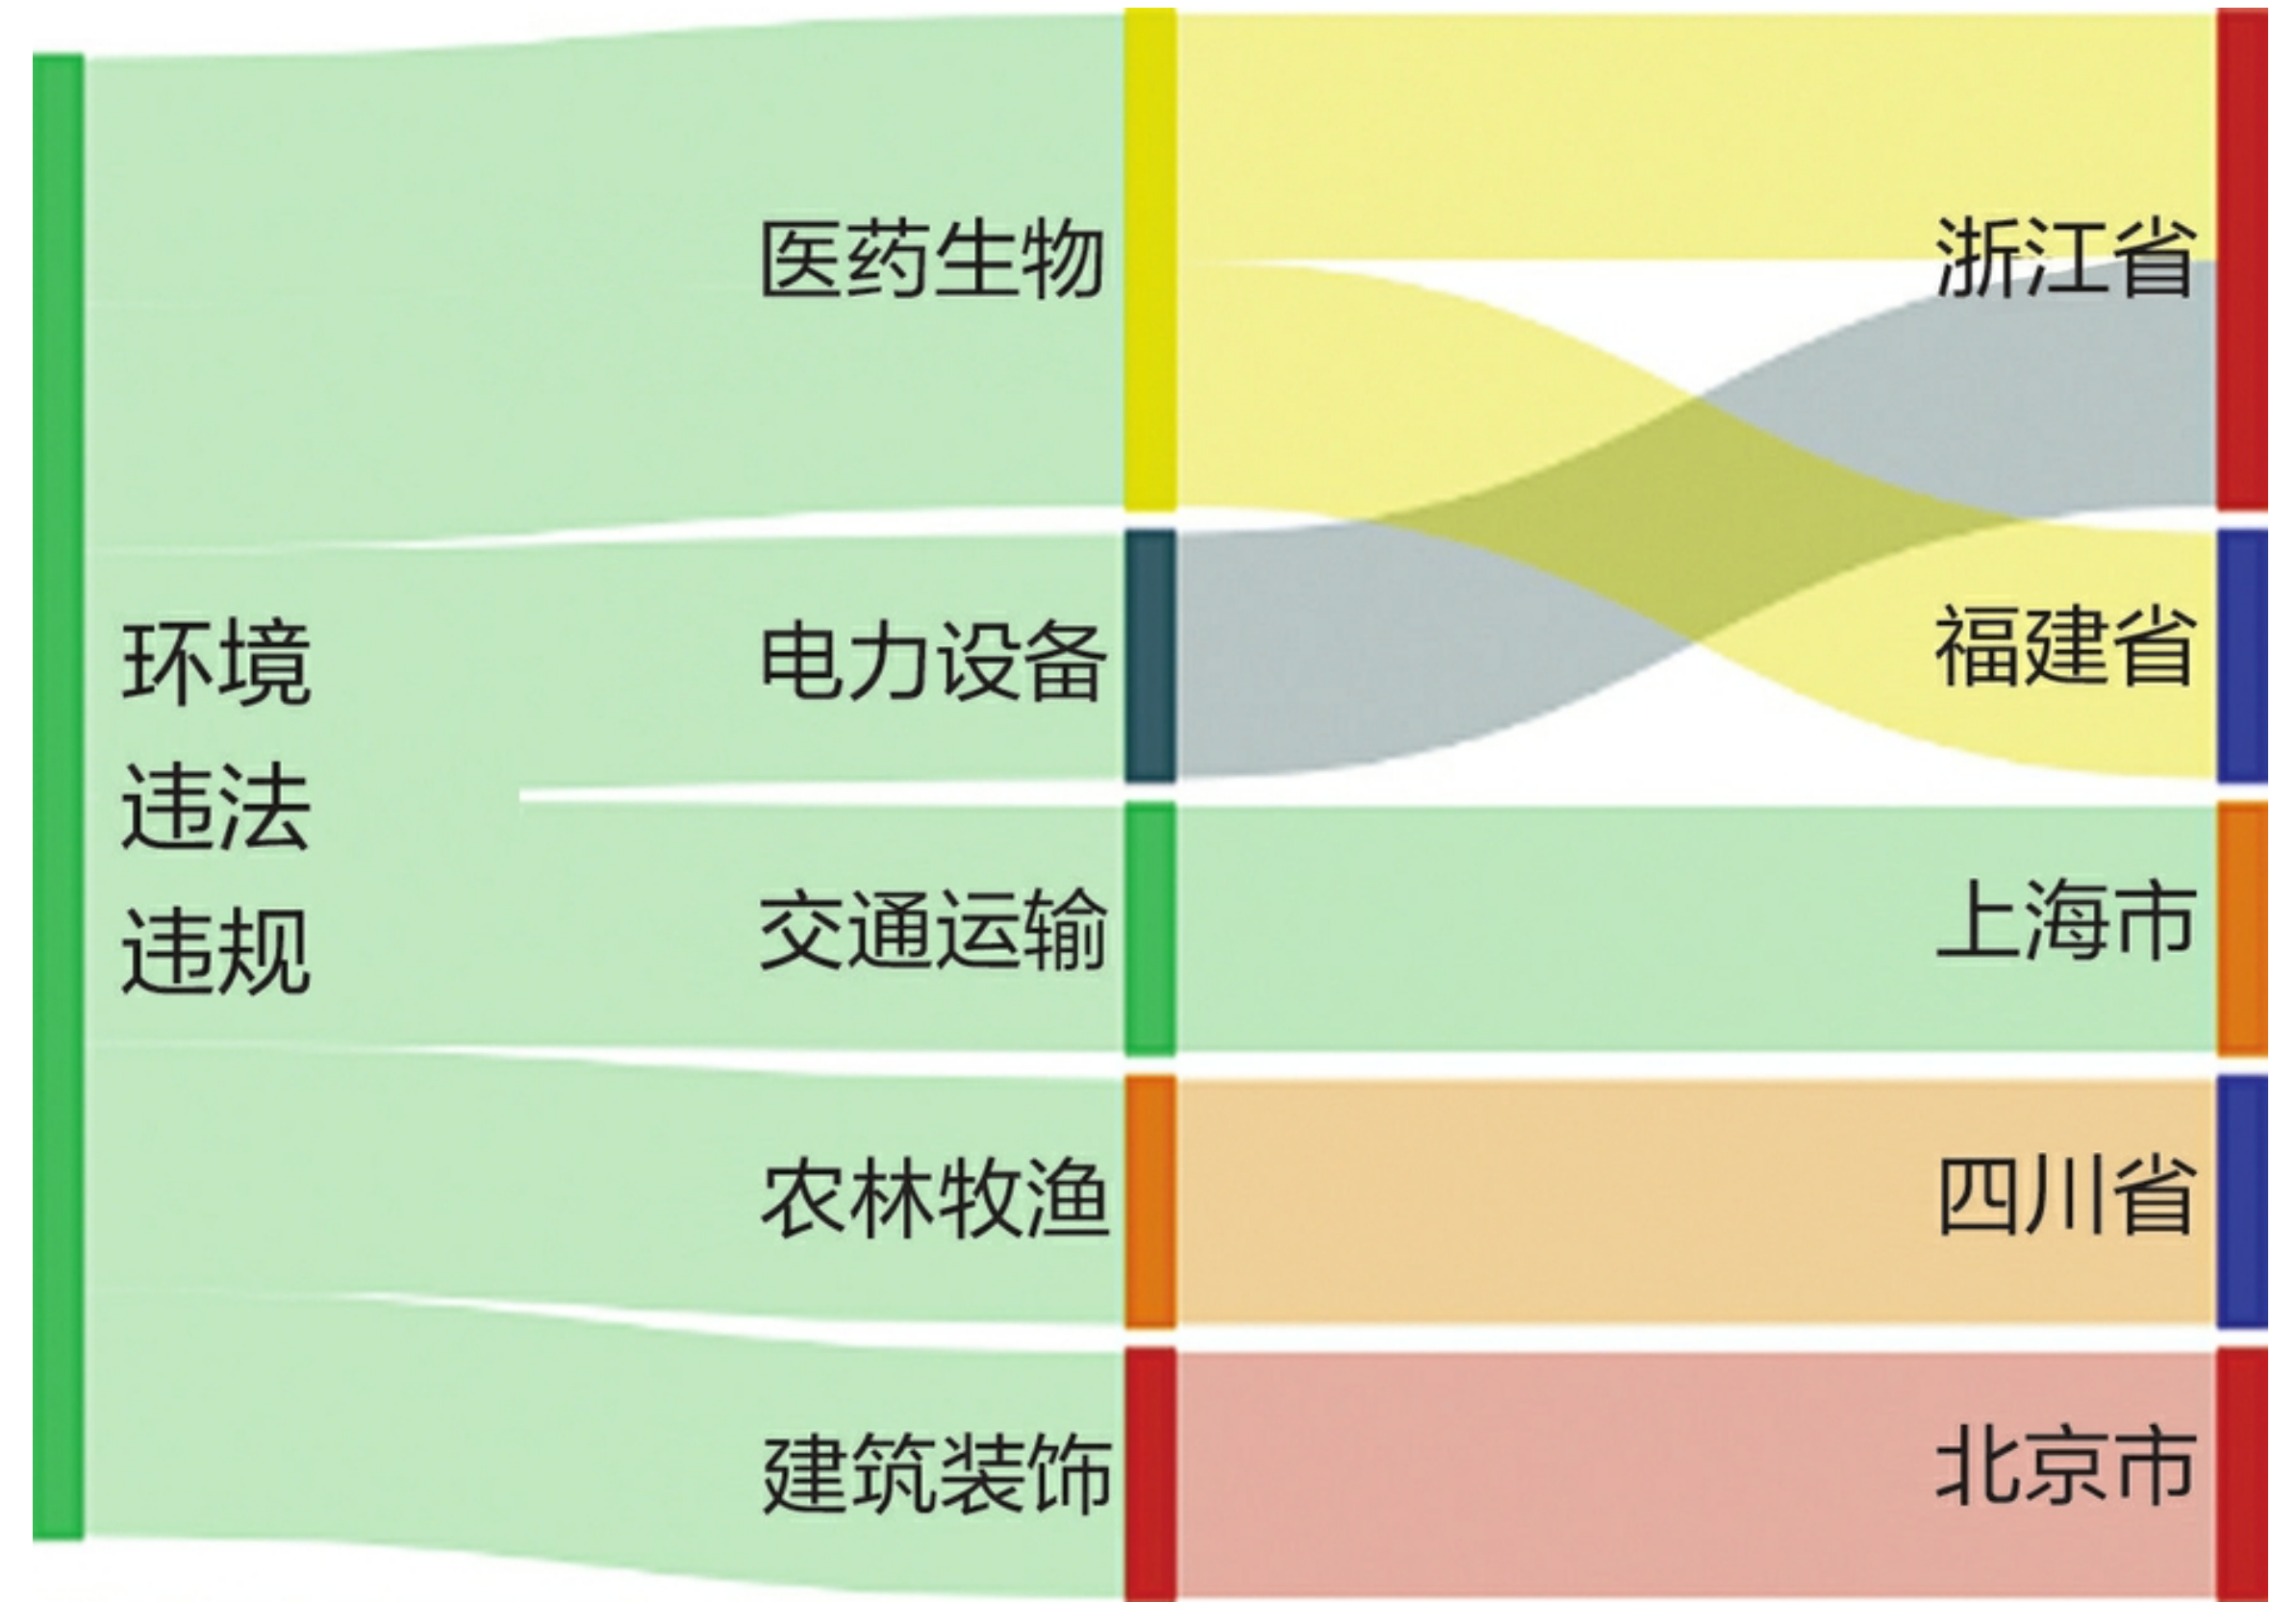 环境
违法
违规
医药生物
电力设备
交通运输
农林牧渔
建筑装饰
浙江省
福建省
上海市
四川省
北京市